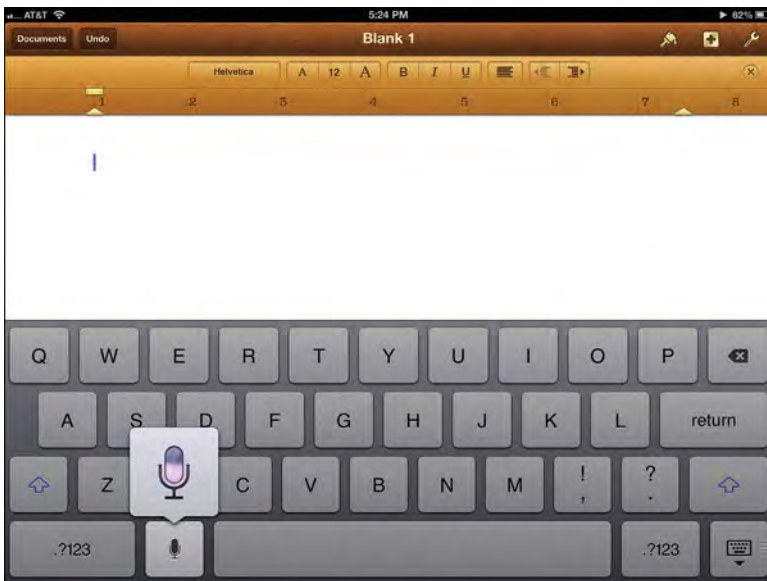 AT&T 5:24 PM 62%
Documents Undo Blank 1
Helvetica A 12 A B I U
1 2 3 4 5 6 7 8
Q W E R T Y U I O P
A S D F G H J K L return
Z C V B N M ! , ? .
.?123 .?123